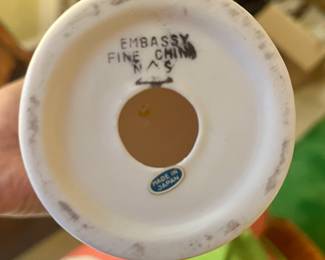 EMBASSY
FINE CHINA
N ^ S
MADE IN
JAPAN